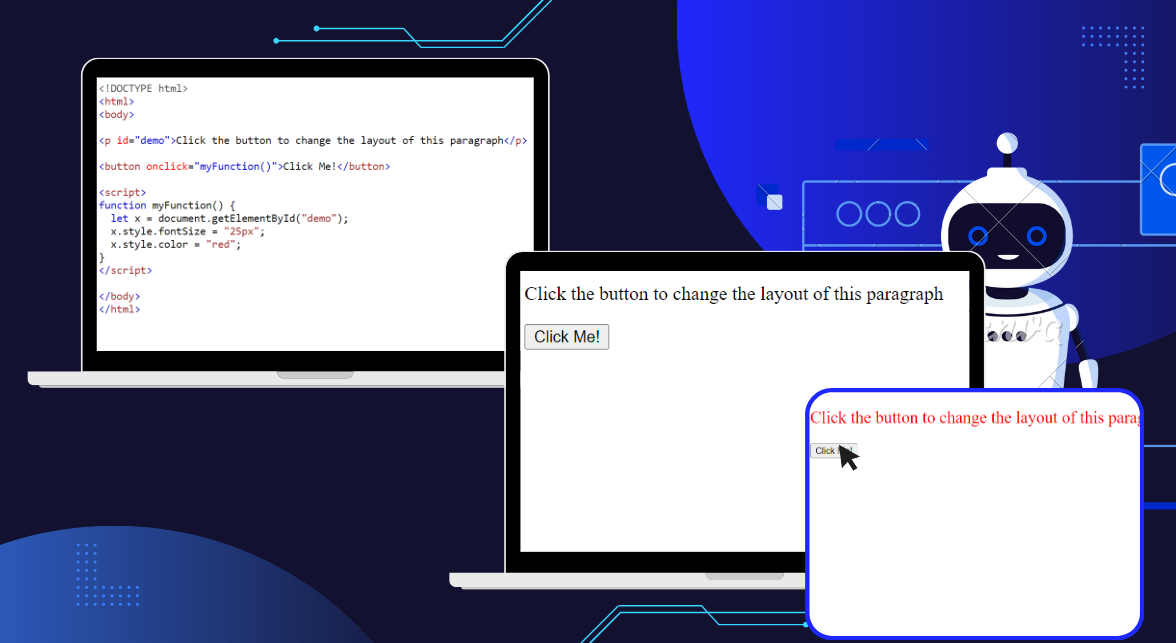 <!DOCTYPE html>
<html>
<body>
<p id="demo">Click the button to change the layout of this paragraph</p>
<button onclick="myFunction()">Click Me!</button>
<script>
function myFunction() {
  let x = document.getElementById("demo");
  x.style.fontSize = "25px";
  x.style.color = "red";
}
</script>
</body>
</html>
Click the button to change the layout of this paragraph
Click Me!
Click the button to change the layout of this
Click